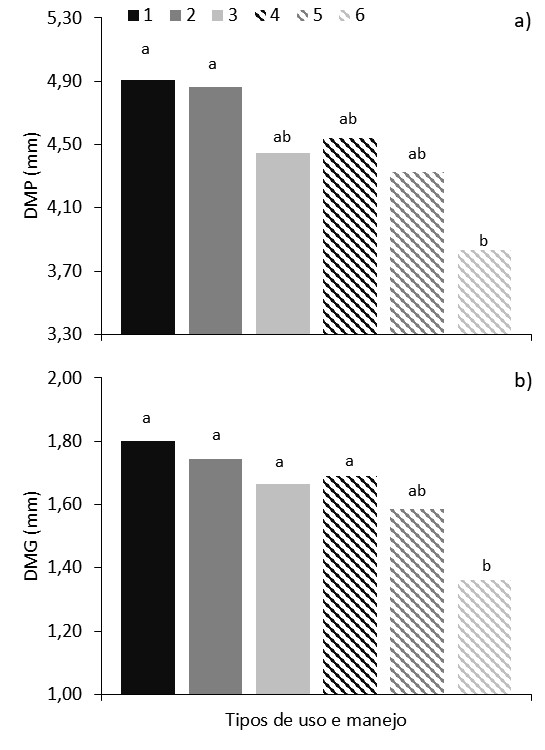 1 2 3 4 5 6
a)
5,30
4,90
4,50
4,10
3,70
3,30
DMP (mm)
a a ab ab ab b
b)
2,00
1,80
1,60
1,40
1,20
1,00
DMG (mm)
a a a a ab b
Tipos de uso e manejo